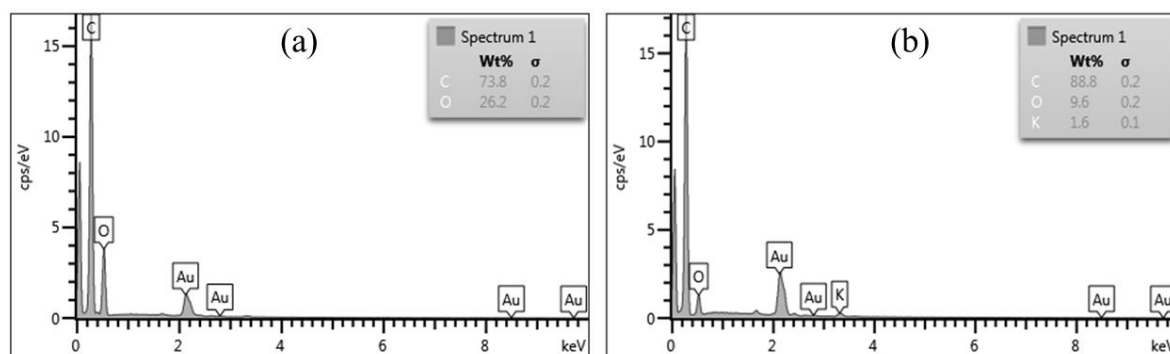 (a)
Spectrum 1
Wt% σ
C 73.8 0.2
O 26.2 0.2
cps/eV
15
10
5
0
C
O
Au
Au
Au
Au
0 2 4 6 8 keV
(b)
Spectrum 1
Wt% σ
C 88.8 0.2
O 9.6 0.2
K 1.6 0.1
cps/eV
15
10
5
0
C
O
Au
Au
K
Au
Au
0 2 4 6 8 keV